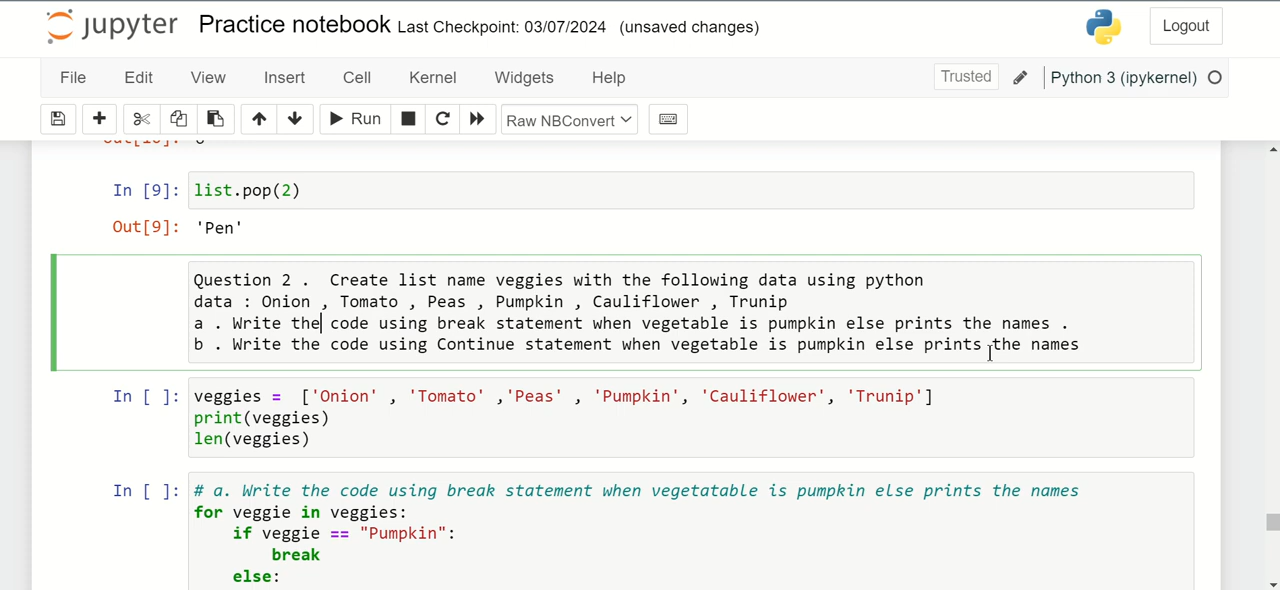 jupyter Practice notebook Last Checkpoint: 03/07/2024 (unsaved changes) Logout
File Edit View Insert Cell Kernel Widgets Help Trusted Python 3 (ipykernel)
Run Raw NBConvert
In [9]: list.pop(2)
Out[9]: 'Pen'
Question 2 . Create list name veggies with the following data using python
data : Onion , Tomato , Peas , Pumpkin , Cauliflower , Trunip
a . Write the code using break statement when vegetable is pumpkin else prints the names .
b . Write the code using Continue statement when vegetable is pumpkin else prints the names
In [ ]: veggies = ['Onion' , 'Tomato' ,'Peas' , 'Pumpkin', 'Cauliflower', 'Trunip']
print(veggies)
len(veggies)
In [ ]: # a. Write the code using break statement when vegetatable is pumpkin else prints the names
for veggie in veggies:
if veggie == "Pumpkin":
break
else: